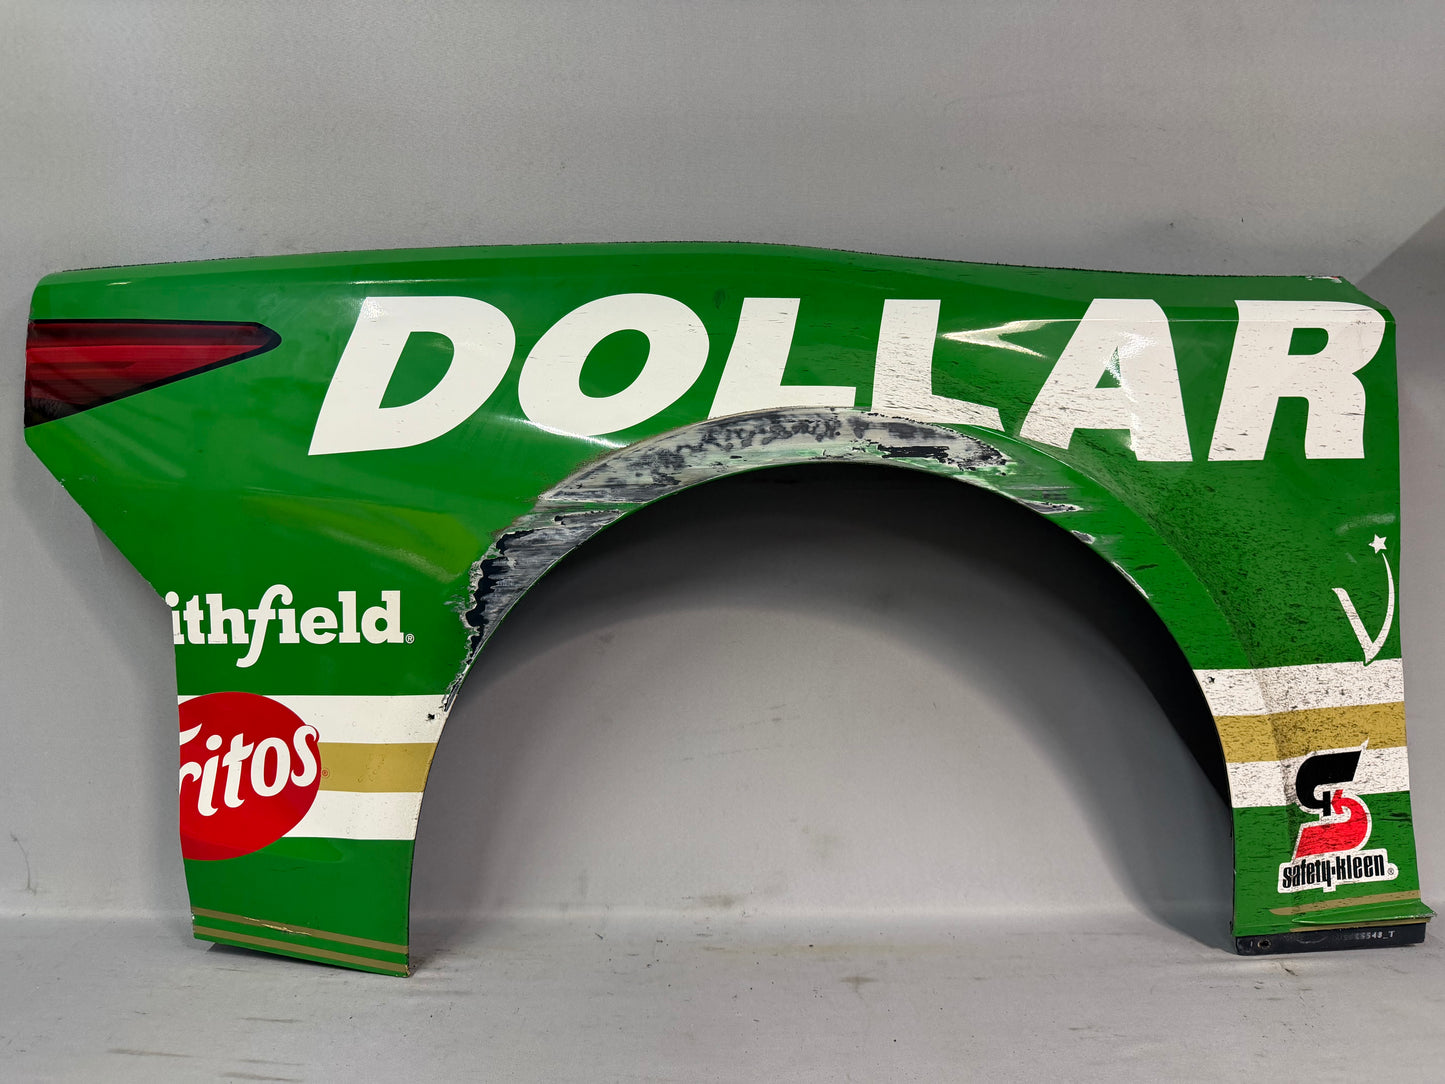 DOLLAR
ithfield®
ritos®
safety-kleen®